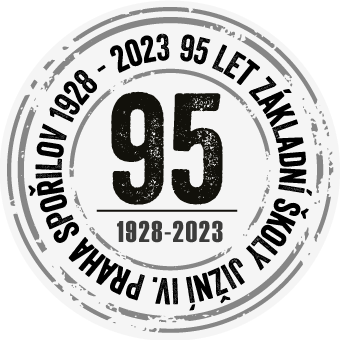 95 LET ZÁKLADNÍ ŠKOLY JIŽNÍ IV. PRAHA SPOŘILOV 1928 - 2023
95
1928-2023